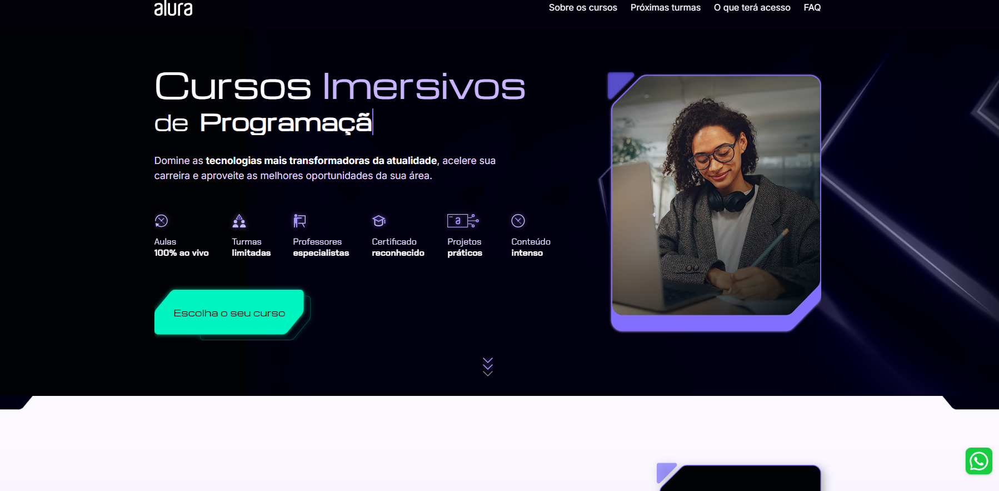 alura
Sobre os cursos Próximas turmas O que terá acesso FAQ
Cursos Imersivos
de Programaçã
Domine as tecnologias mais transformadoras da atualidade, acelere sua
carreira e aproveite as melhores oportunidades da sua área.
Aulas
100% ao vivo
Turmas
limitadas
Professores
especialistas
Certificado
reconhecido
a
Projetos
práticos
Conteúdo
intenso
Escolha o seu curso